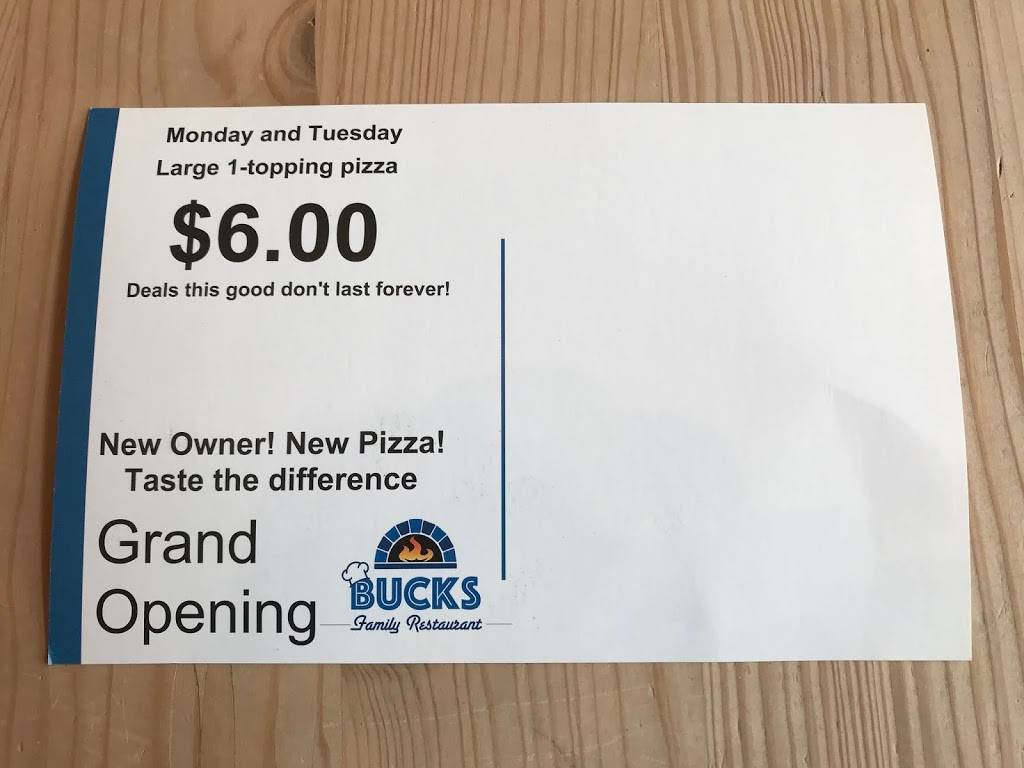 Monday and Tuesday
Large 1-topping pizza
$6.00
Deals this good don't last forever!
New Owner! New Pizza!
Taste the difference
Grand
Opening
BUCKS
Family Restaurant